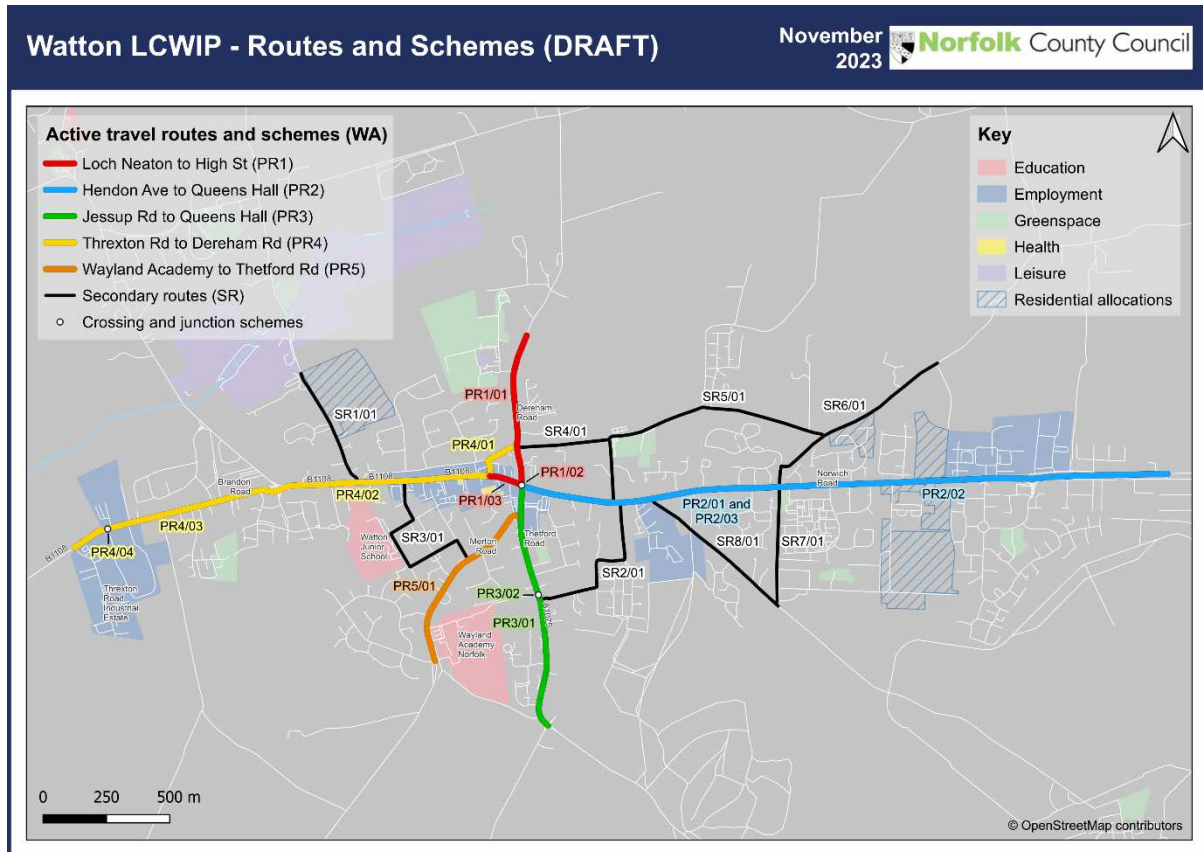 Watton LCWIP - Routes and Schemes (DRAFT)
November
2023
Norfolk County Council
Active travel routes and schemes (WA)
Loch Neaton to High St (PR1)
Hendon Ave to Queens Hall (PR2)
Jessup Rd to Queens Hall (PR3)
Threxton Rd to Dereham Rd (PR4)
Wayland Academy to Thetford Rd (PR5)
Secondary routes (SR)
Crossing and junction schemes
Key
Education
Employment
Greenspace
Health
Leisure
Residential allocations
PR1/01
Dereham
Road
SR1/01
SR4/01
SR5/01
SR6/01
PR4/01
B1108
B1108
B1108
PR1/02
PR1/03
Brandon
Road
PR4/02
Norwich
Road
PR2/02
PR2/01 and
PR2/03
PR4/03
PR4/04
B1108
Threxton
Road
Industrial
Estate
Watton
Junior
School
SR3/01
Merton
Road
Thetford
Road
SR8/01
SR7/01
SR2/01
PR5/01
PR3/02
PR3/01
A1075
Wayland
Academy
Norfolk
0 250 500 m
© OpenStreetMap contributors